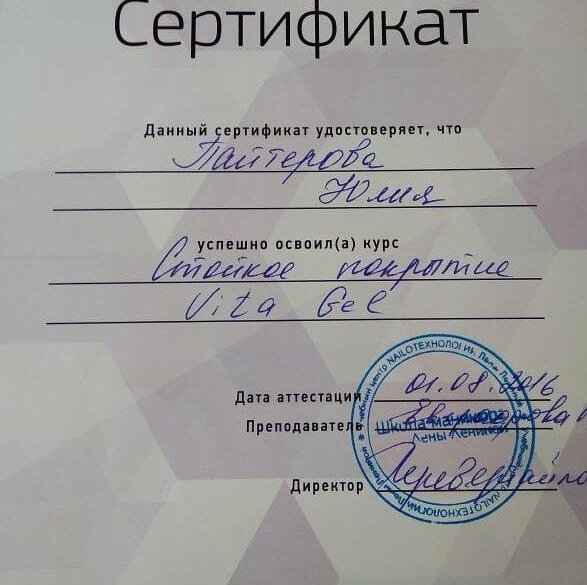 Сертификат
Данный сертификат удостоверяет, что
Пайтерова
Юлия
успешно освоил(а) курс
Стойкое покрытие
Vita Gel
Дата аттестации 01.08.2016
Преподаватель
Школа маникюра
Лены Лениной
Директор